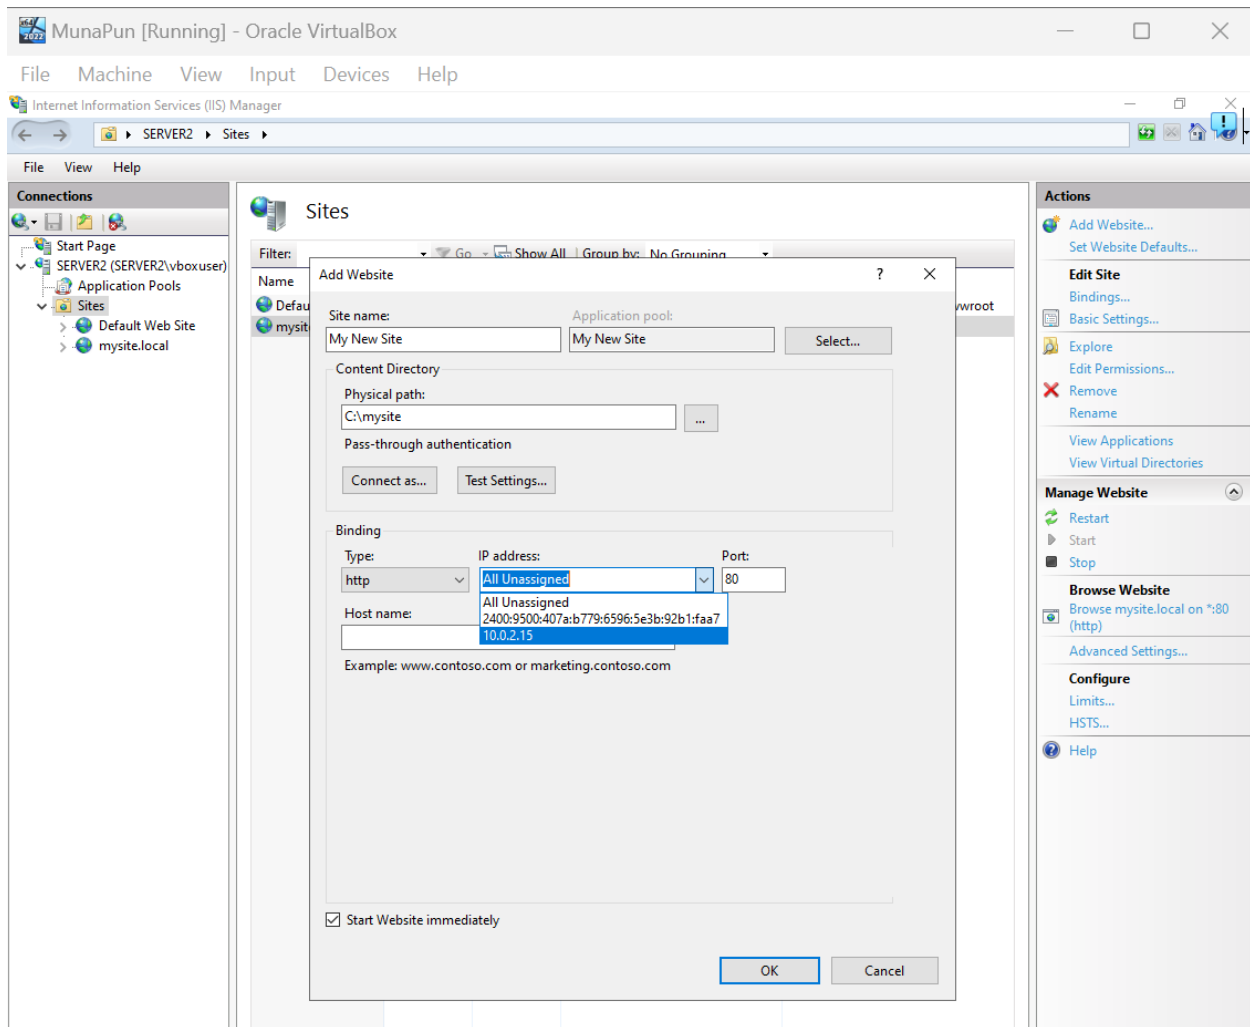 MunaPun [Running] - Oracle VirtualBox
File Machine View Input Devices Help
Internet Information Services (IIS) Manager
SERVER2 Sites
File View Help
Connections
Start Page
SERVER2 (SERVER2\vboxuser)
Application Pools
Sites
Default Web Site
mysite.local
Sites
Filter: Go Show All Group by: No Grouping
Name
Defau
wwroot
mysite
Add Website ?
Site name:
My New Site
Application pool:
My New Site
Select...
Content Directory
Physical path:
C:\mysite
...
Pass-through authentication
Connect as... Test Settings...
Binding
Type: IP address: Port:
http All Unassigned 80
All Unassigned
2400:9500:407a:b779:6596:5e3b:92b1:faa7
10.0.2.15
Host name:
Example: www.contoso.com or marketing.contoso.com
Start Website immediately
OK Cancel
Actions
Add Website...
Set Website Defaults...
Edit Site
Bindings...
Basic Settings...
Explore
Edit Permissions...
Remove
Rename
View Applications
View Virtual Directories
Manage Website
Restart
Start
Stop
Browse Website
Browse mysite.local on *:80
(http)
Advanced Settings...
Configure
Limits...
HSTS...
Help